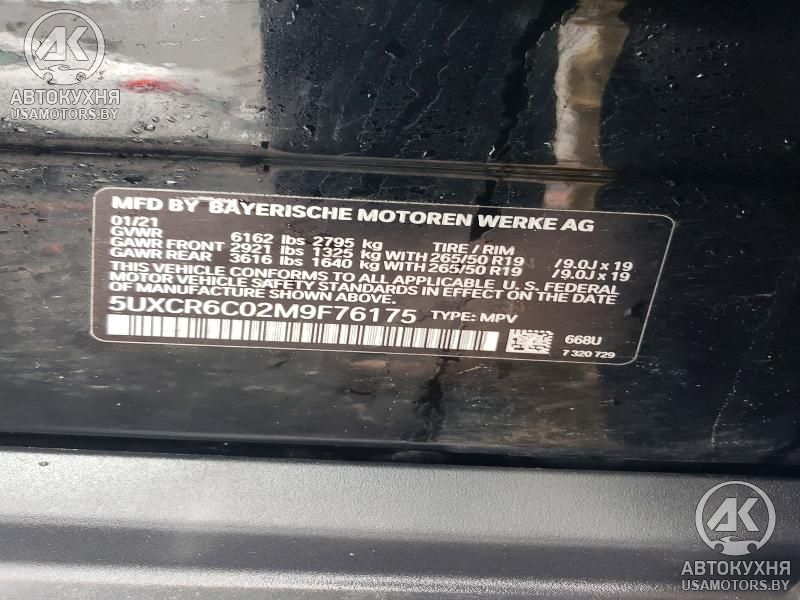 AK
АВТОКУХНЯ
USAMOTORS.BY
MFD BY BAYERISCHE MOTOREN WERKE AG
01/21
GVWR 6162 lbs 2795 kg TIRE / RIM
GAWR FRONT 2921 lbs 1325 kg WITH 265/50 R19 /9.0J x 19
GAWR REAR 3616 lbs 1640 kg WITH 265/50 R19 /9.0J x 19
THIS VEHICLE CONFORMS TO ALL APPLICABLE U. S. FEDERAL
MOTOR VEHICLE SAFETY STANDARDS IN EFFECT ON THE DATE
OF MANUFACTURE SHOWN ABOVE.
5UXCR6C02M9F76175 TYPE: MPV
668U
7 320 729
AK
АВТОКУХНЯ
USAMOTORS.BY